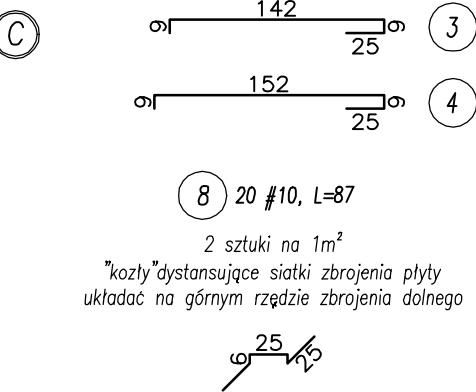 C
142
9
9
25
3
152
9
9
25
4
8 20 #10, L=87
2 sztuki na 1m²
"kozły"dystansujące siatki zbrojenia płyty
układać na górnym rzędzie zbrojenia dolnego
9 25 25